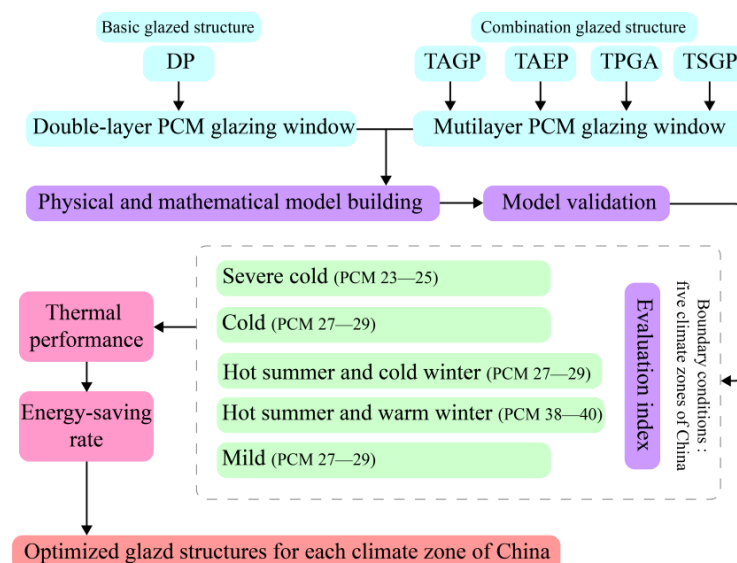 Basic glazed structure
Combination glazed structure
DP
TAGP
TAEP
TPGA
TSGP
Double-layer PCM glazing window
Mutilayer PCM glazing window
Physical and mathematical model building
Model validation
Severe cold (PCM 23—25)
Cold (PCM 27—29)
Hot summer and cold winter (PCM 27—29)
Hot summer and warm winter (PCM 38—40)
Mild (PCM 27—29)
Evaluation index
Boundary conditions :
five climate zones of China
Thermal
performance
Energy-saving
rate
Optimized glazd structures for each climate zone of China